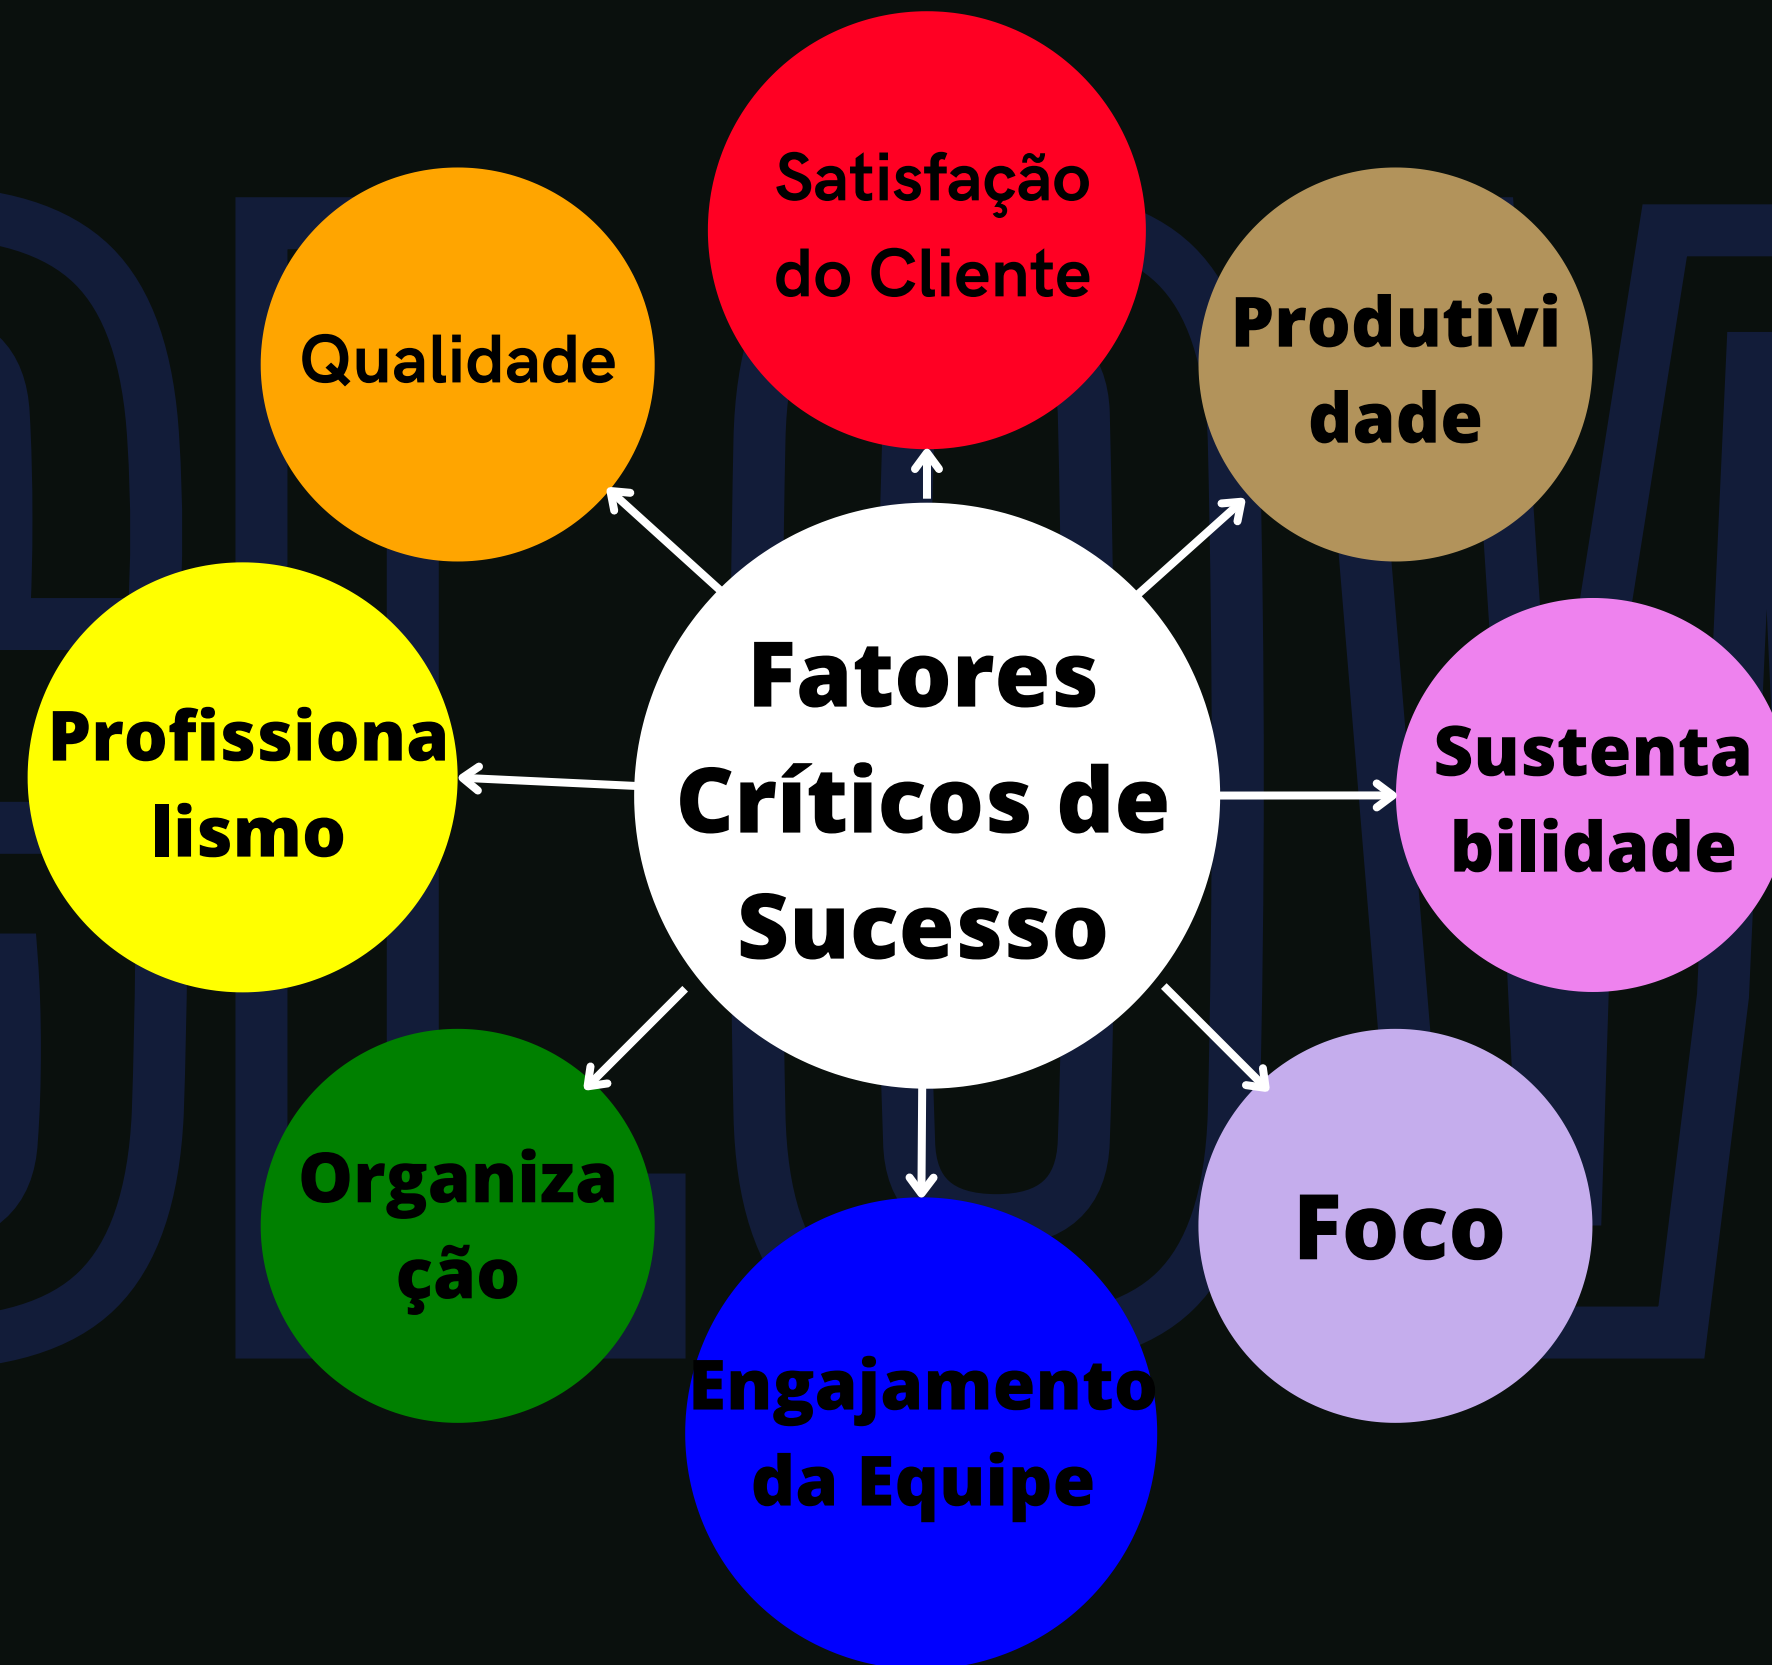 Satisfação
do Cliente
Qualidade
Produtivi
dade
Profissiona
lismo
Fatores
Críticos de
Sucesso
Sustenta
bilidade
Organiza
ção
Foco
Engajamento
da Equipe